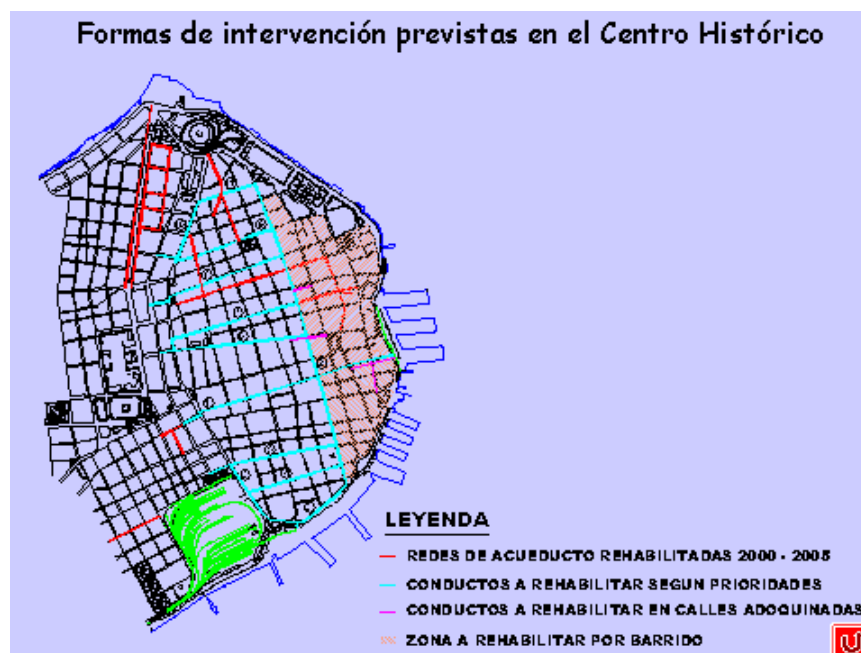 Formas de intervención previstas en el Centro Histórico
LEYENDA
REDES DE ACUEDUCTO REHABILITADAS 2000 - 2005
CONDUCTOS A REHABILITAR SEGUN PRIORIDADES
CONDUCTOS A REHABILITAR EN CALLES ADOQUINADAS
ZONA A REHABILITAR POR BARRIDO